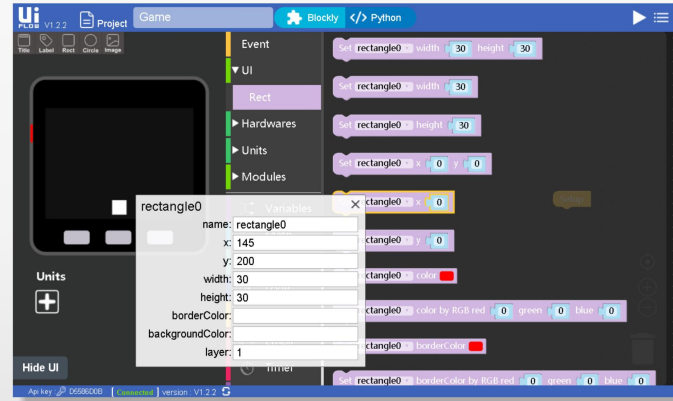 Ui FLOW V1.2.2 Project Game Blockly </> Python
Title Label Rect Circle Image
Event
UI
Rect
Hardwares
Units
Modules
Variables
Timer
Set rectangle0 width 30 height 30
Set rectangle0 width 30
Set rectangle0 height 30
Set rectangle0 x 0 y 0
ctangle0 x 0
ctangle0 y 0
ctangle0 color
ctangle0 color by RGB red 0 green 0 blue 0
ctangle0 borderColor
Set rectangle0 borderColor by RGB red 0 green 0 blue 0
Setup
rectangle0
name: rectangle0
x: 145
y: 200
width: 30
height: 30
borderColor:
backgroundColor:
layer: 1
Units
Hide UI
Api key : D5586D0B [ Connected ] version : V1.2.2